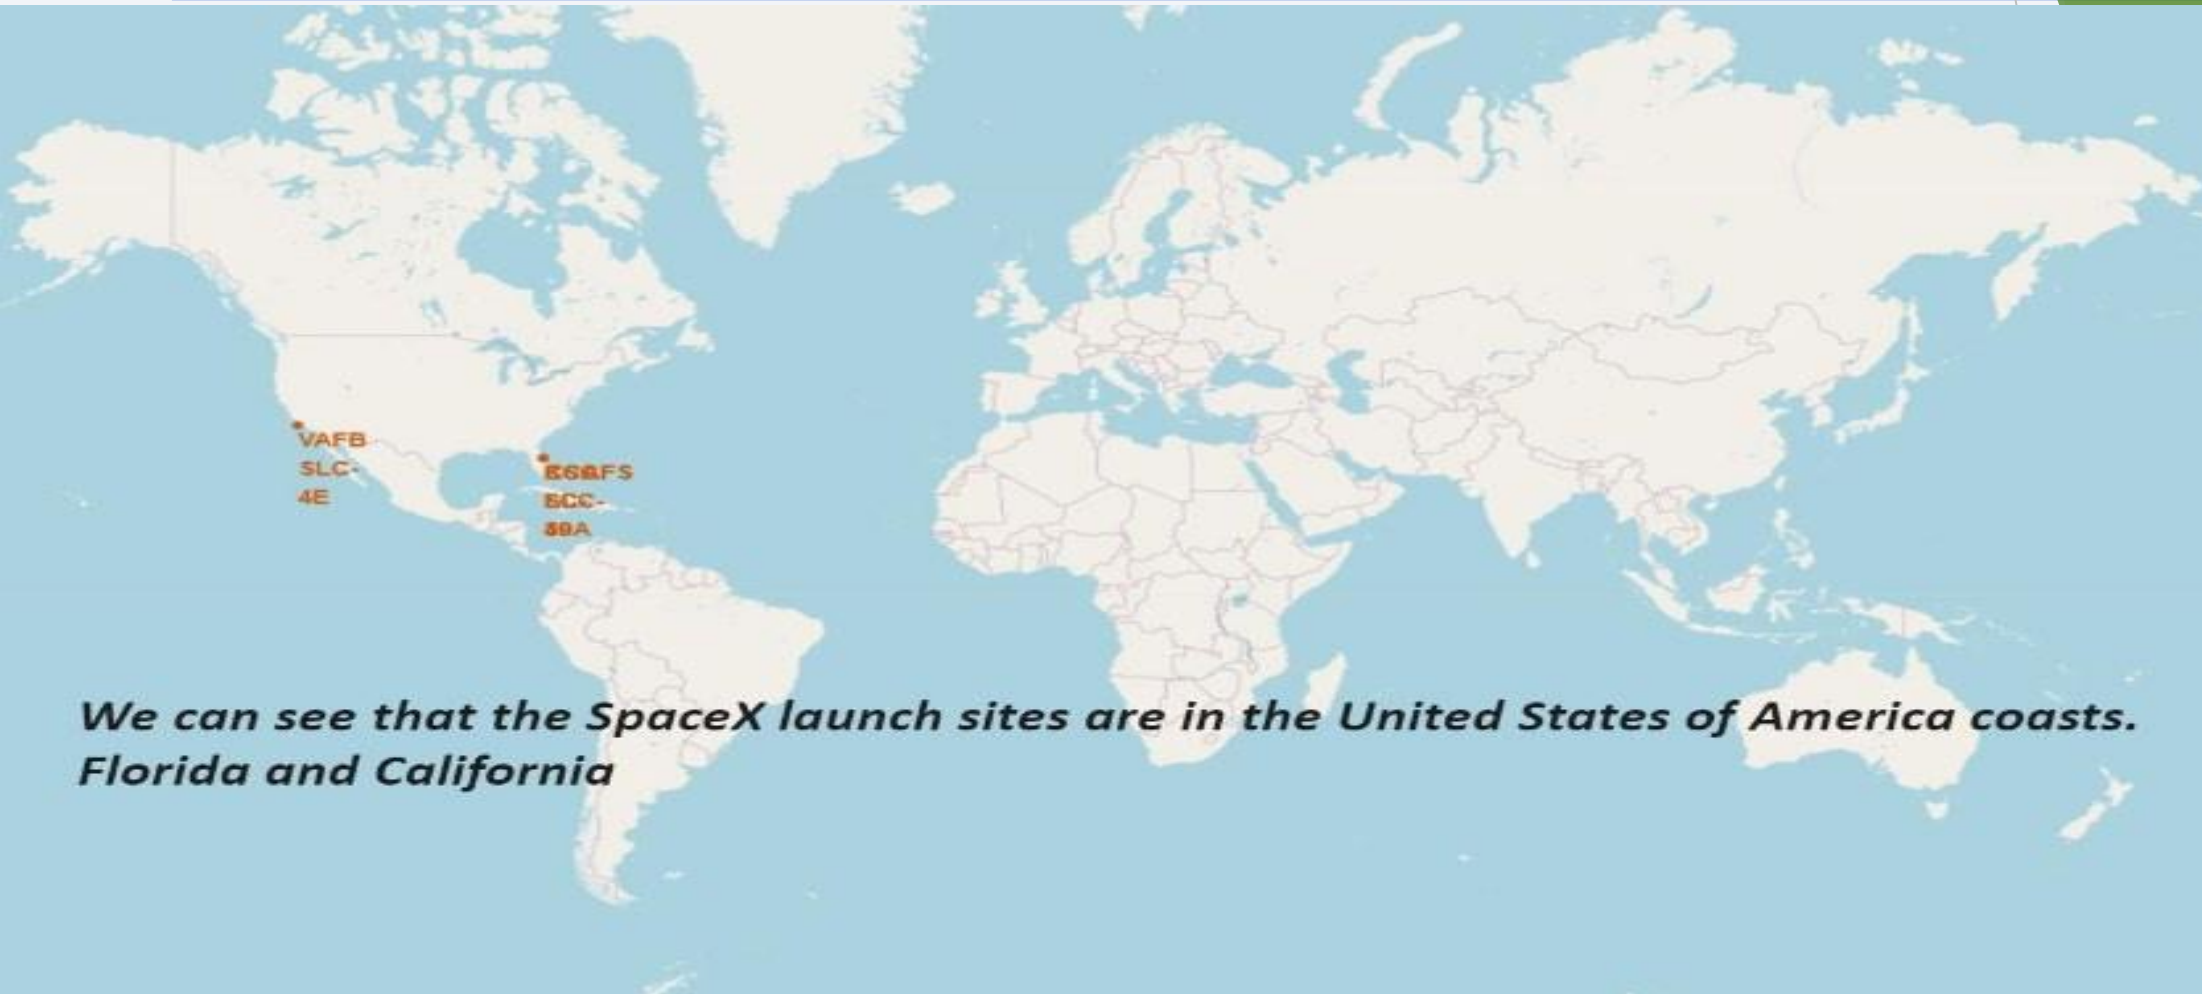 VAFB
SLC-
4E
We can see that the SpaceX launch sites are in the United States of America coasts.
Florida and California